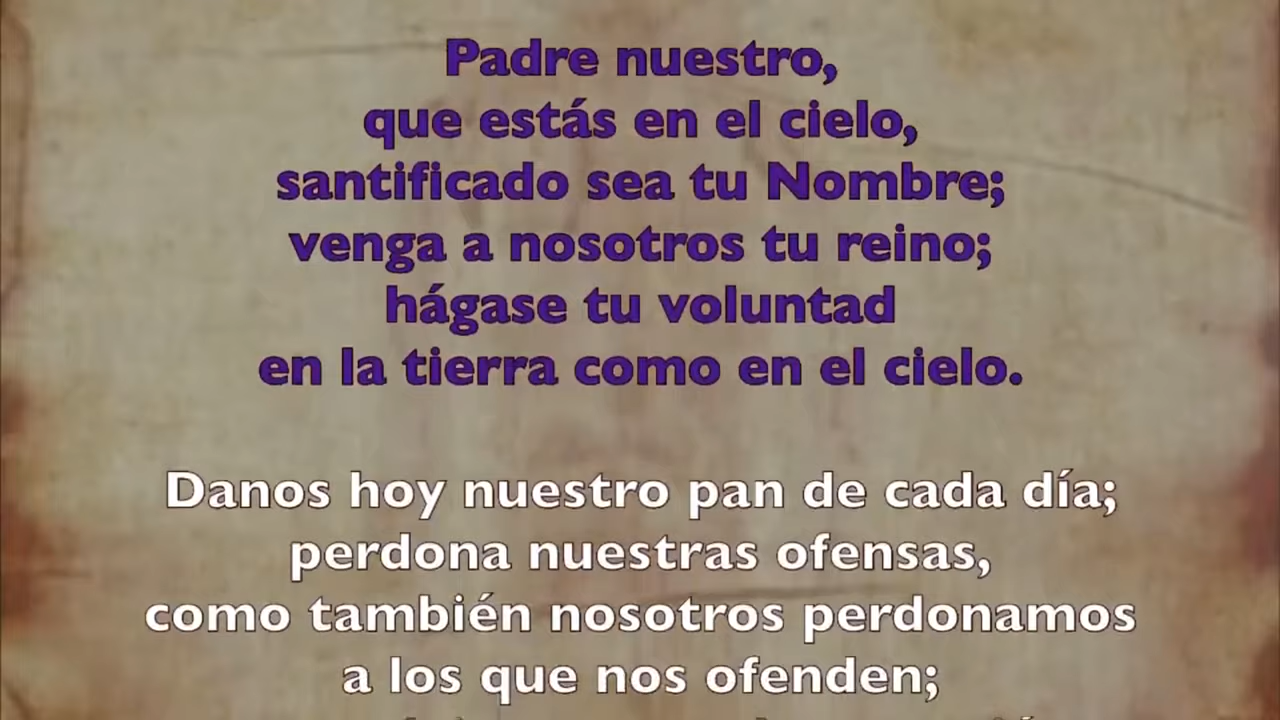 Padre nuestro,
que estás en el cielo,
santificado sea tu Nombre;
venga a nosotros tu reino;
hágase tu voluntad
en la tierra como en el cielo.
Danos hoy nuestro pan de cada día;
perdona nuestras ofensas,
como también nosotros perdonamos
a los que nos ofenden;